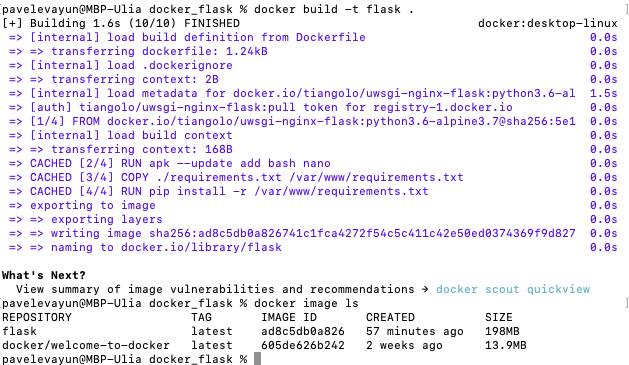 [pavelevayun@MBP-Ulia docker_flask % docker build -t flask . ]
[+] Building 1.6s (10/10) FINISHED docker:desktop-linux
=> [internal] load build definition from Dockerfile 0.0s
=> => transferring dockerfile: 1.24kB 0.0s
=> [internal] load .dockerignore 0.0s
=> => transferring context: 2B 0.0s
=> [internal] load metadata for docker.io/tiangolo/uwsgi-nginx-flask:python3.6-al 1.5s
=> [auth] tiangolo/uwsgi-nginx-flask:pull token for registry-1.docker.io 0.0s
=> [1/4] FROM docker.io/tiangolo/uwsgi-nginx-flask:python3.6-alpine3.7@sha256:5e1 0.0s
=> [internal] load build context 0.0s
=> => transferring context: 168B 0.0s
=> CACHED [2/4] RUN apk --update add bash nano 0.0s
=> CACHED [3/4] COPY ./requirements.txt /var/www/requirements.txt 0.0s
=> CACHED [4/4] RUN pip install -r /var/www/requirements.txt 0.0s
=> exporting to image 0.0s
=> => exporting layers 0.0s
=> => writing image sha256:ad8c5db0a826741c1fca4272f54c5c411c42e50ed0374369f9d827 0.0s
=> => naming to docker.io/library/flask 0.0s
What's Next?
View summary of image vulnerabilities and recommendations → docker scout quickview
[pavelevayun@MBP-Ulia docker_flask % docker image ls ]
REPOSITORY TAG IMAGE ID CREATED SIZE
flask latest ad8c5db0a826 57 minutes ago 198MB
docker/welcome-to-docker latest 605de626b242 2 weeks ago 13.9MB
pavelevayun@MBP-Ulia docker_flask %